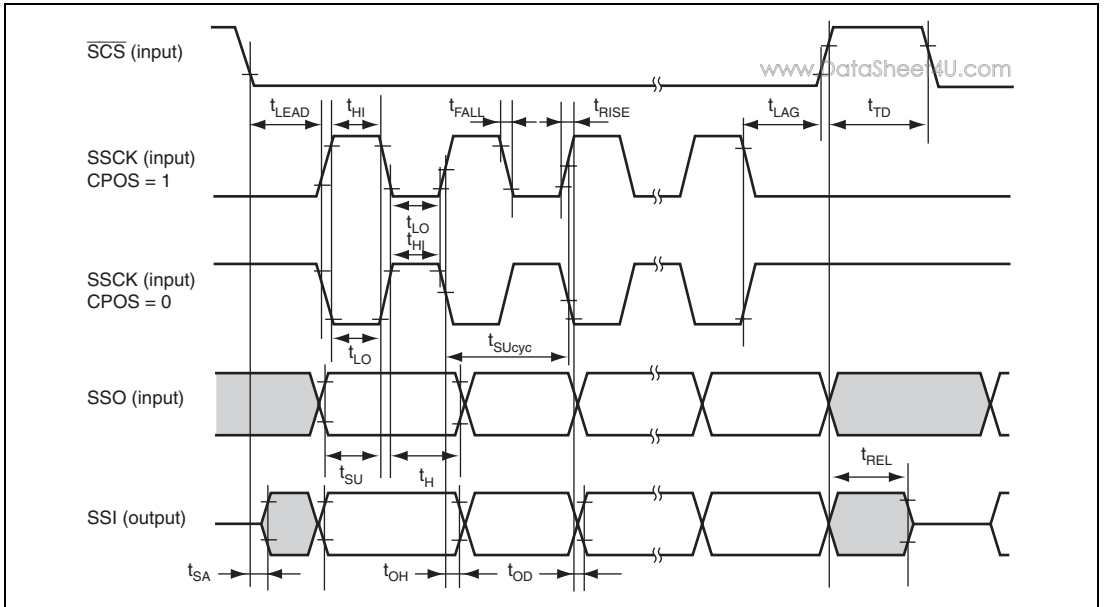 SCS (input)
www.DataSheet4U.com
tLEAD
tHI
tFALL
tRISE
tLAG
tTD
SSCK (input)
CPOS = 1
tLO
tHI
SSCK (input)
CPOS = 0
tLO
tSUcyc
SSO (input)
tSU
tH
tREL
SSI (output)
tSA
tOH
tOD